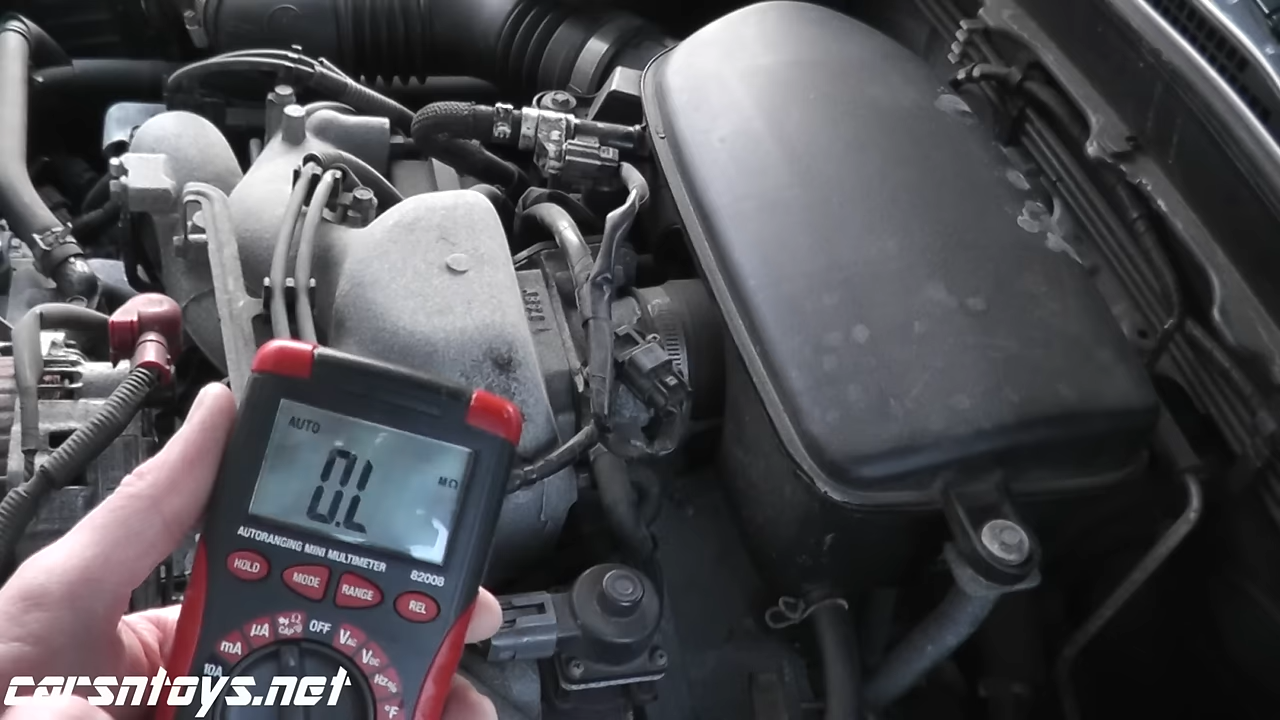 AUTO
0.L
MΩ
AUTORANGING MINI MULTIMETER
82008
HOLD
MODE
RANGE
REL
10A
mA
μA
Ω
CAP
OFF
VAC
VDC
Hz%
°F
carsntoys.net